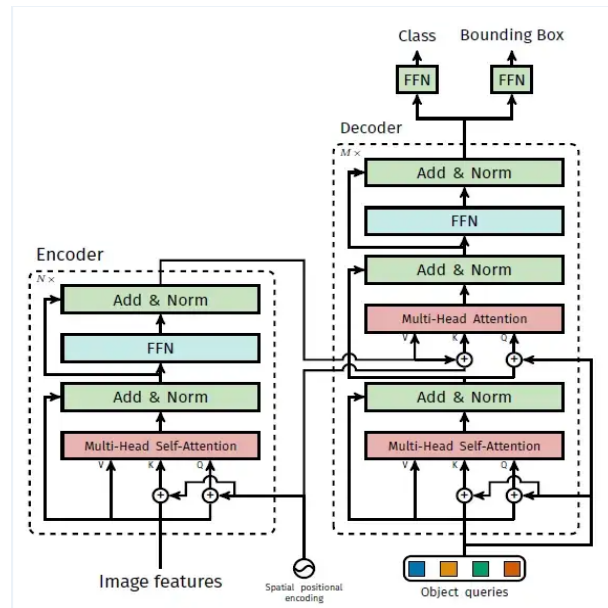 Class
Bounding Box
FFN
FFN
Decoder
M×
Add & Norm
FFN
Add & Norm
Multi-Head Attention
V
K
Q
Add & Norm
Multi-Head Self-Attention
V
K
Q
Object queries
Encoder
N×
Add & Norm
FFN
Add & Norm
Multi-Head Self-Attention
V
K
Q
Image features
Spatial positional
encoding